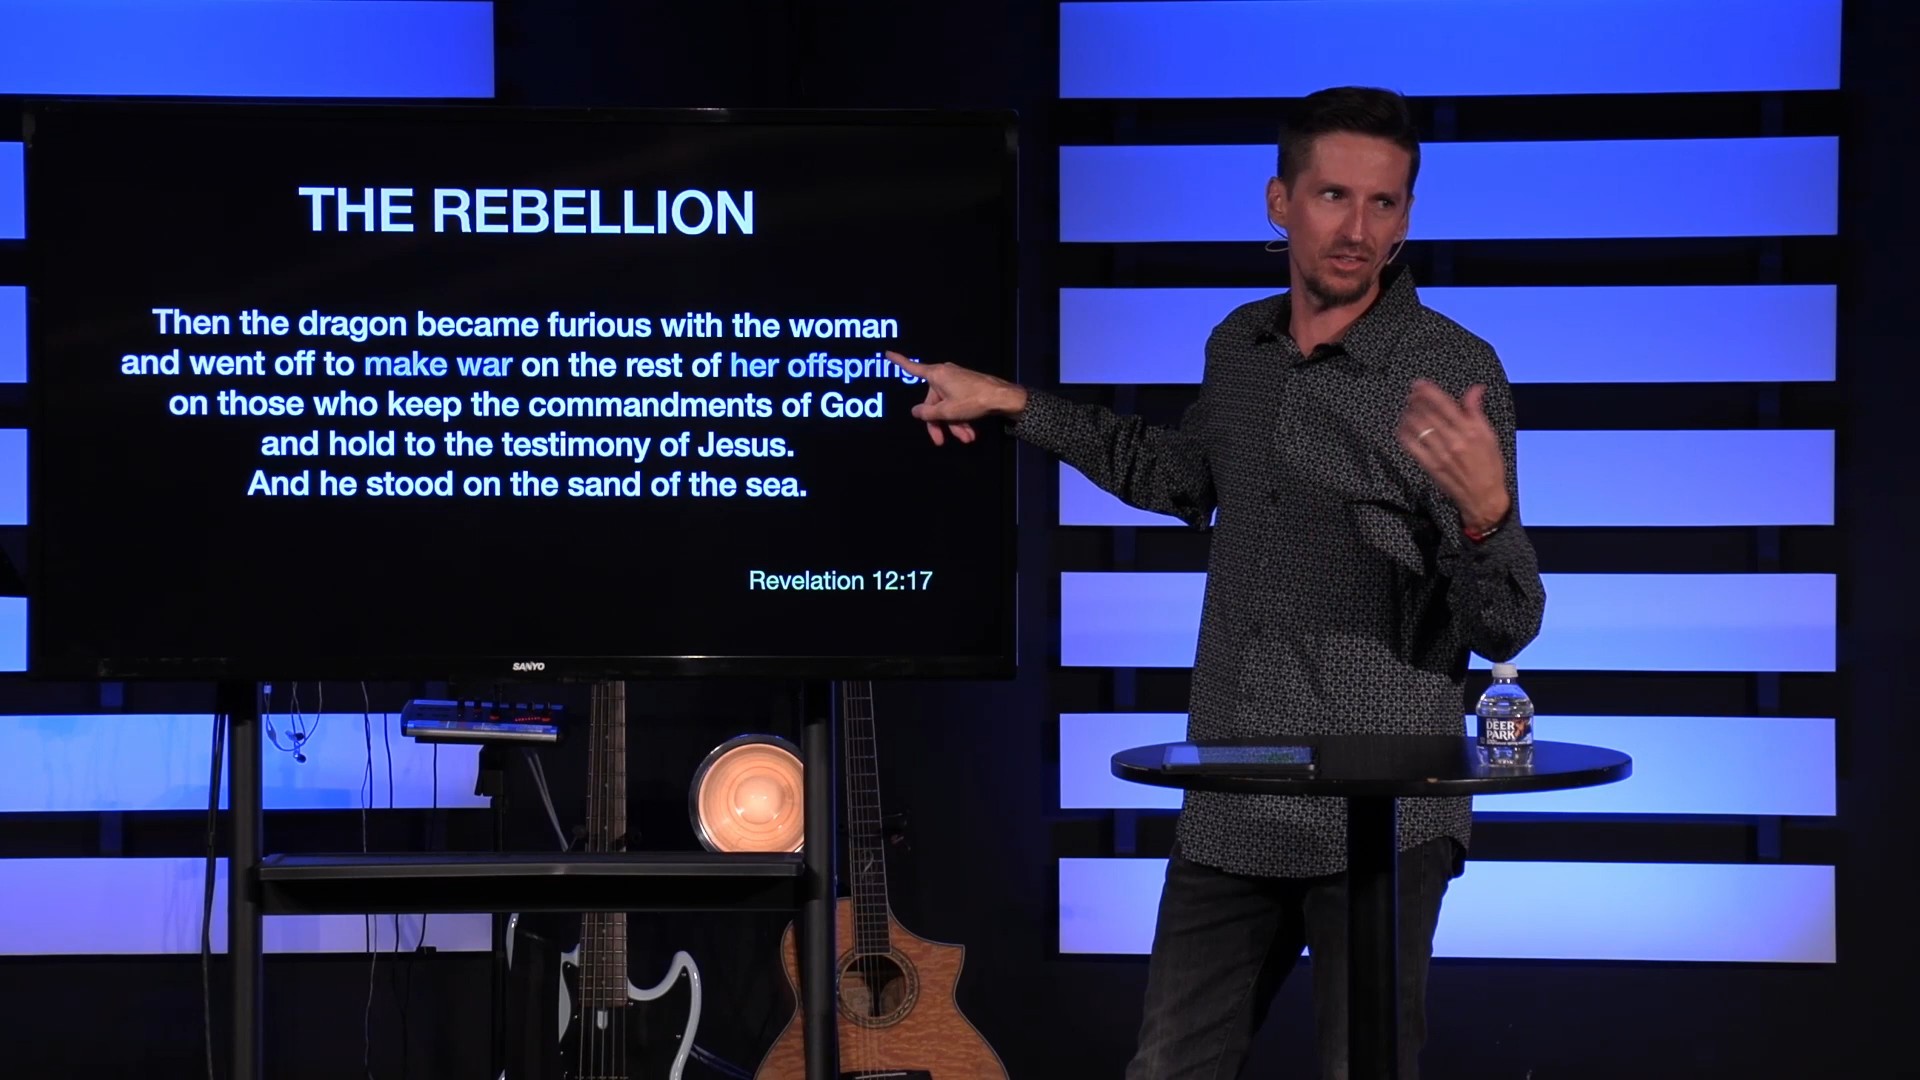 THE REBELLION
Then the dragon became furious with the woman
and went off to make war on the rest of her offspring,
on those who keep the commandments of God
and hold to the testimony of Jesus.
And he stood on the sand of the sea.
Revelation 12:17
SANYO
DEER
PARK